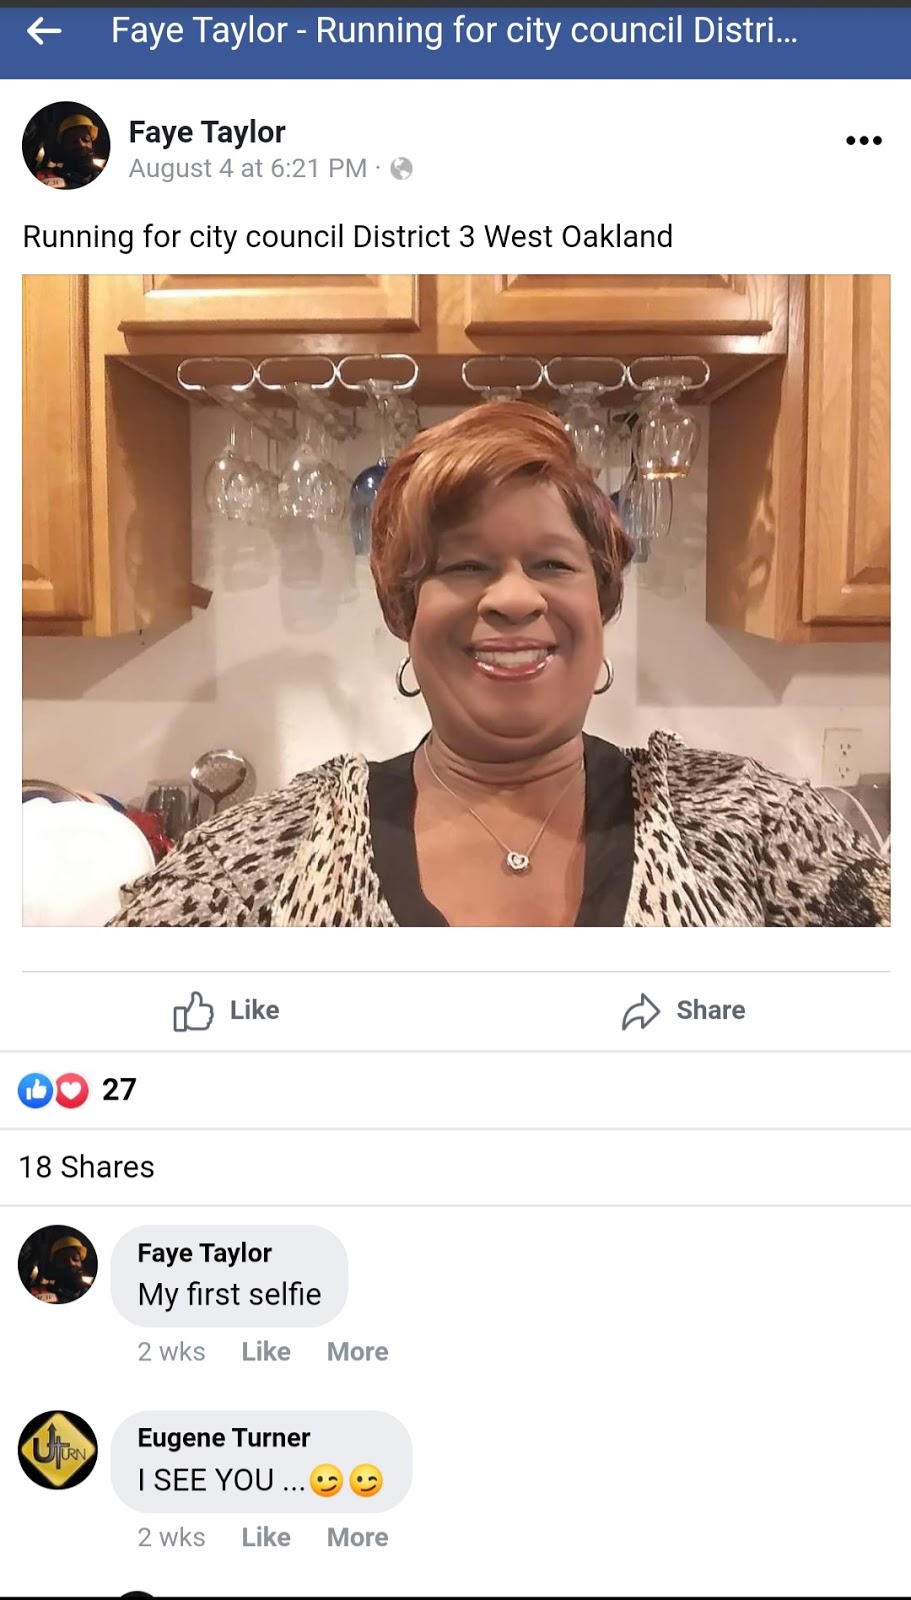 Faye Taylor - Running for city council Distri...
Faye Taylor
August 4 at 6:21 PM ·
Running for city council District 3 West Oakland
Like
Share
27
18 Shares
Faye Taylor
My first selfie
2 wks Like More
UTURN
Eugene Turner
I SEE YOU ...😉😉
2 wks Like More